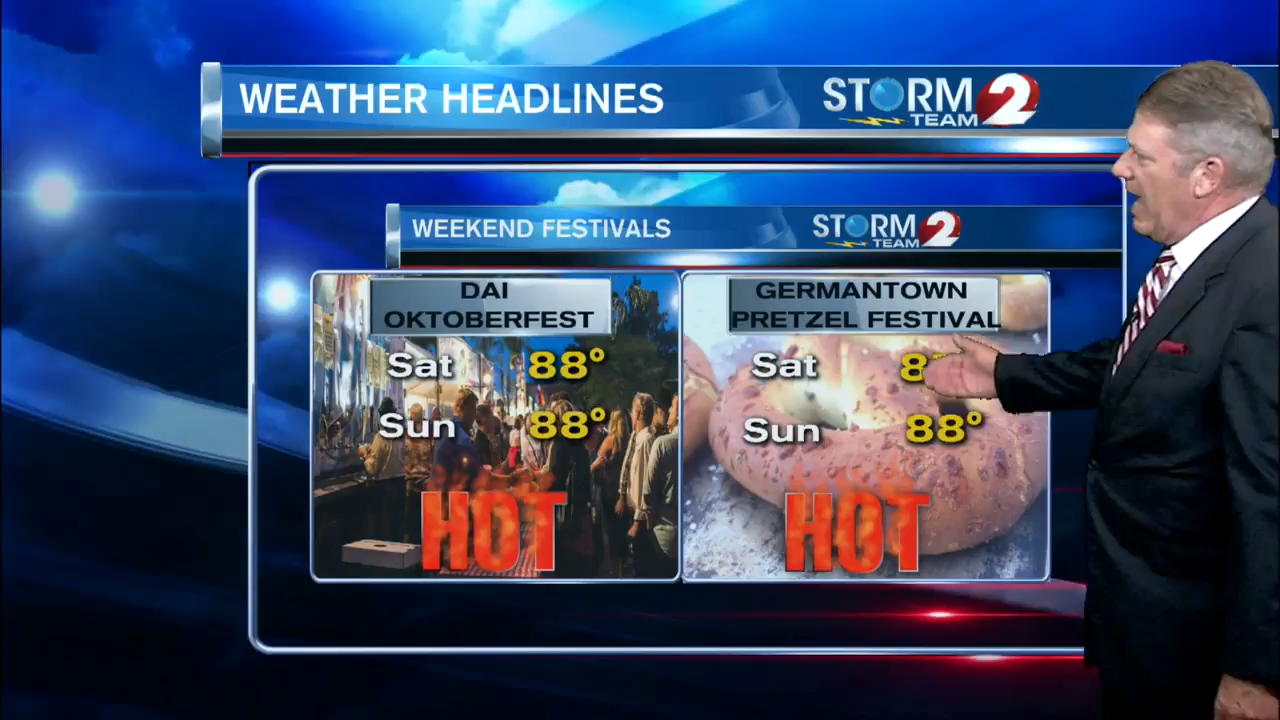 WEATHER HEADLINES
STORM TEAM 2
WEEKEND FESTIVALS
STORM TEAM 2
DAI
OKTOBERFEST
Sat 88°
Sun 88°
HOT
GERMANTOWN
PRETZEL FESTIVAL
Sat
Sun 88°
HOT